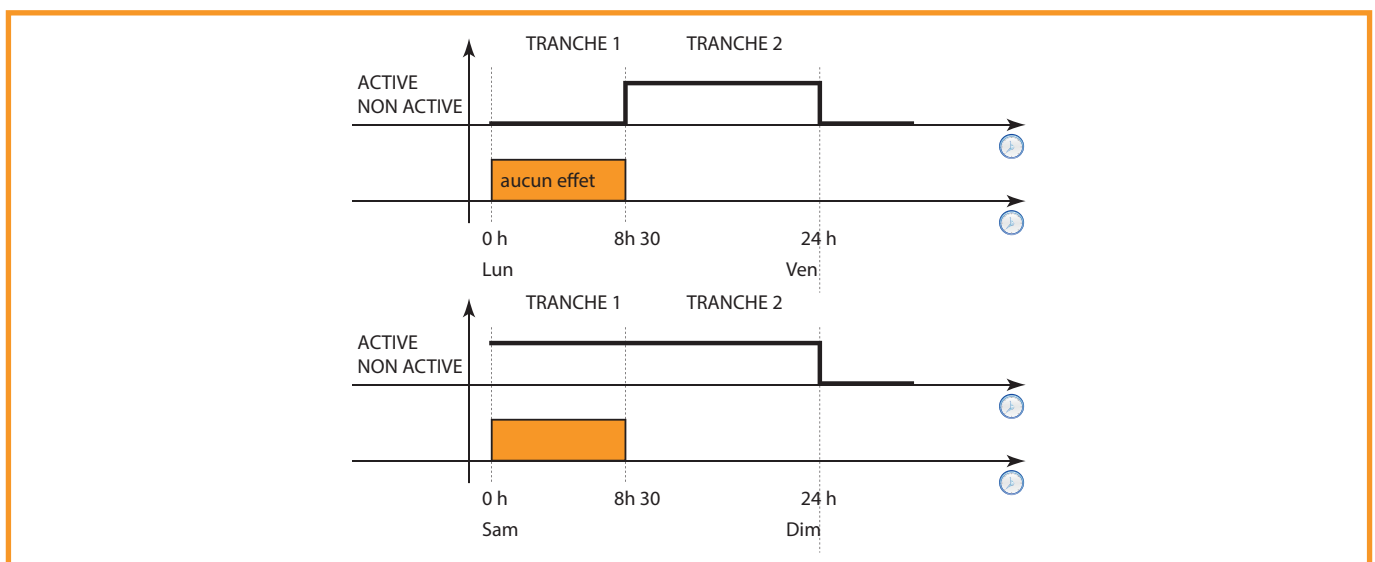 TRANCHE 1 TRANCHE 2
ACTIVE
NON ACTIVE
aucun effet
0 h 8h 30 24 h
Lun Ven
TRANCHE 1 TRANCHE 2
ACTIVE
NON ACTIVE
0 h 8h 30 24 h
Sam Dim